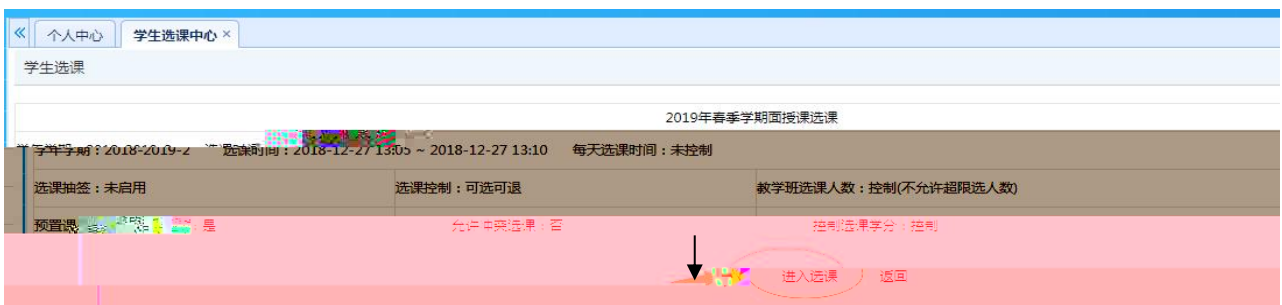 个人中心 学生选课中心 ×
学生选课
2019年春季学期面授课选课
学年学期：2018-2019-2 选课时间：2018-12-27 13:05 ~ 2018-12-27 13:10 每天选课时间：未控制
选课抽签：未启用 选课控制：可选可退 教学班选课人数：控制(不允许超限选人数)
预置课 ：是 允许冲突选课：否 控制选课学分：控制
进入选课 返回